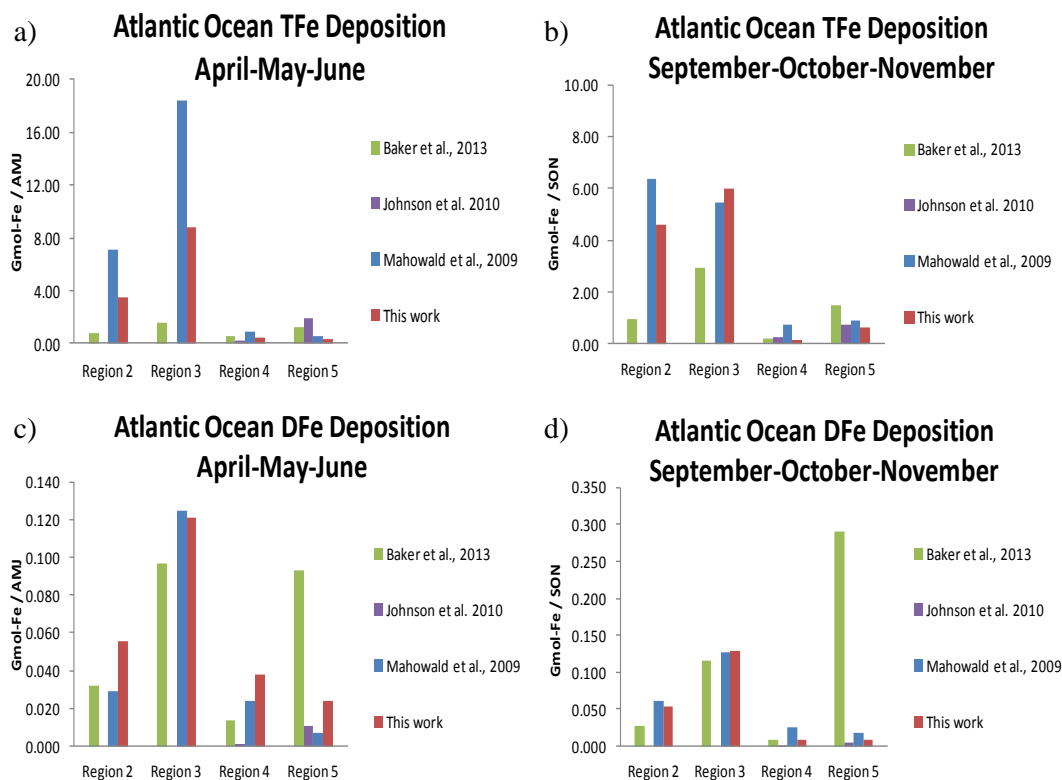 a)
Atlantic Ocean TFe Deposition
April-May-June
Gmol-Fe / AMJ
20.00
16.00
12.00
8.00
4.00
0.00
Region 2 Region 3 Region 4 Region 5
Baker et al., 2013
Johnson et al. 2010
Mahowald et al., 2009
This work
b)
Atlantic Ocean TFe Deposition
September-October-November
Gmol-Fe / SON
10.00
8.00
6.00
4.00
2.00
0.00
Region 2 Region 3 Region 4 Region 5
Baker et al., 2013
Johnson et al. 2010
Mahowald et al., 2009
This work
c)
Atlantic Ocean DFe Deposition
April-May-June
Gmol-Fe / AMJ
0.140
0.120
0.100
0.080
0.060
0.040
0.020
0.000
Region 2 Region 3 Region 4 Region 5
Baker et al., 2013
Johnson et al. 2010
Mahowald et al., 2009
This work
d)
Atlantic Ocean DFe Deposition
September-October-November
Gmol-Fe / SON
0.350
0.300
0.250
0.200
0.150
0.100
0.050
0.000
Region 2 Region 3 Region 4 Region 5
Baker et al., 2013
Johnson et al. 2010
Mahowald et al., 2009
This work